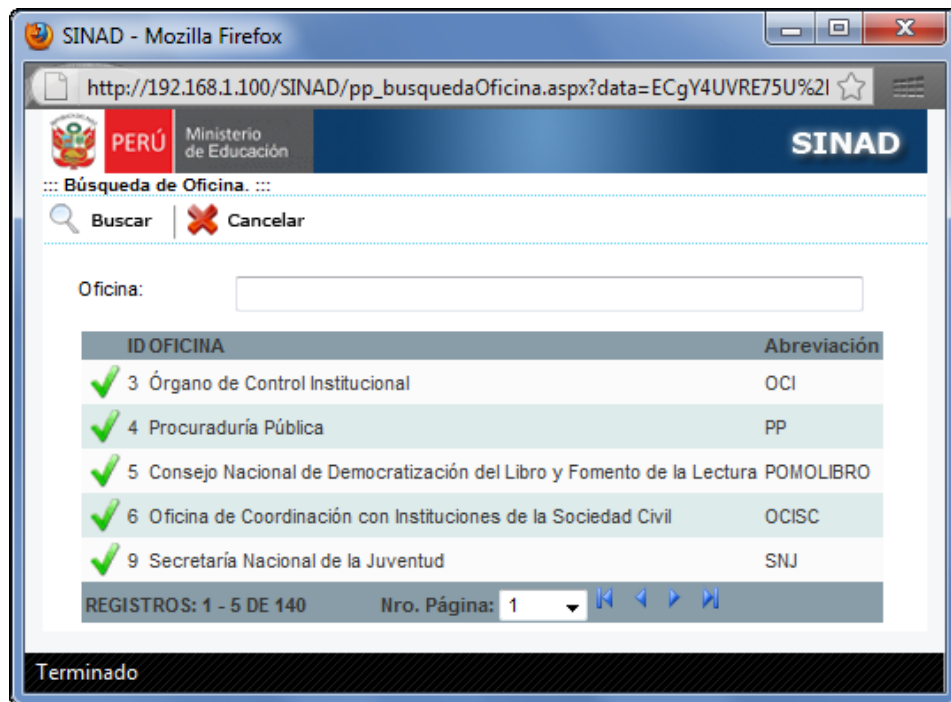 SINAD - Mozilla Firefox
http://192.168.1.100/SINAD/pp_busquedaOficina.aspx?data=ECgY4UVRE75U%2I
PERÚ Ministerio de Educación SINAD
::: Búsqueda de Oficina. :::
Buscar Cancelar
Oficina:
ID OFICINA Abreviación
3 Órgano de Control Institucional OCI
4 Procuraduría Pública PP
5 Consejo Nacional de Democratización del Libro y Fomento de la Lectura POMOLIBRO
6 Oficina de Coordinación con Instituciones de la Sociedad Civil OCISC
9 Secretaría Nacional de la Juventud SNJ
REGISTROS: 1 - 5 DE 140 Nro. Página: 1
Terminado